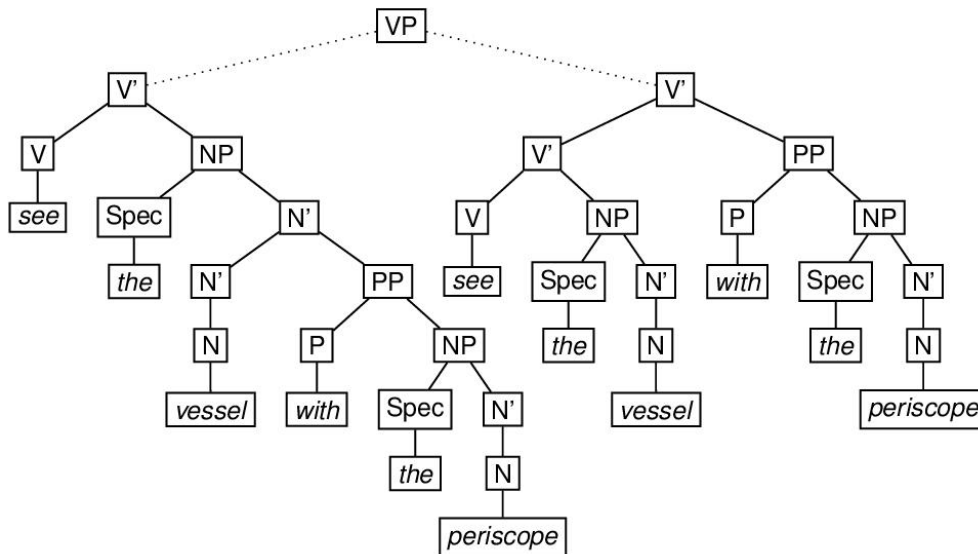 VP
V' V'
V NP V' PP
see Spec N' V NP P NP
the N' PP see Spec N' with Spec N'
N P NP the N the N
vessel with Spec N' vessel periscope
the N
periscope